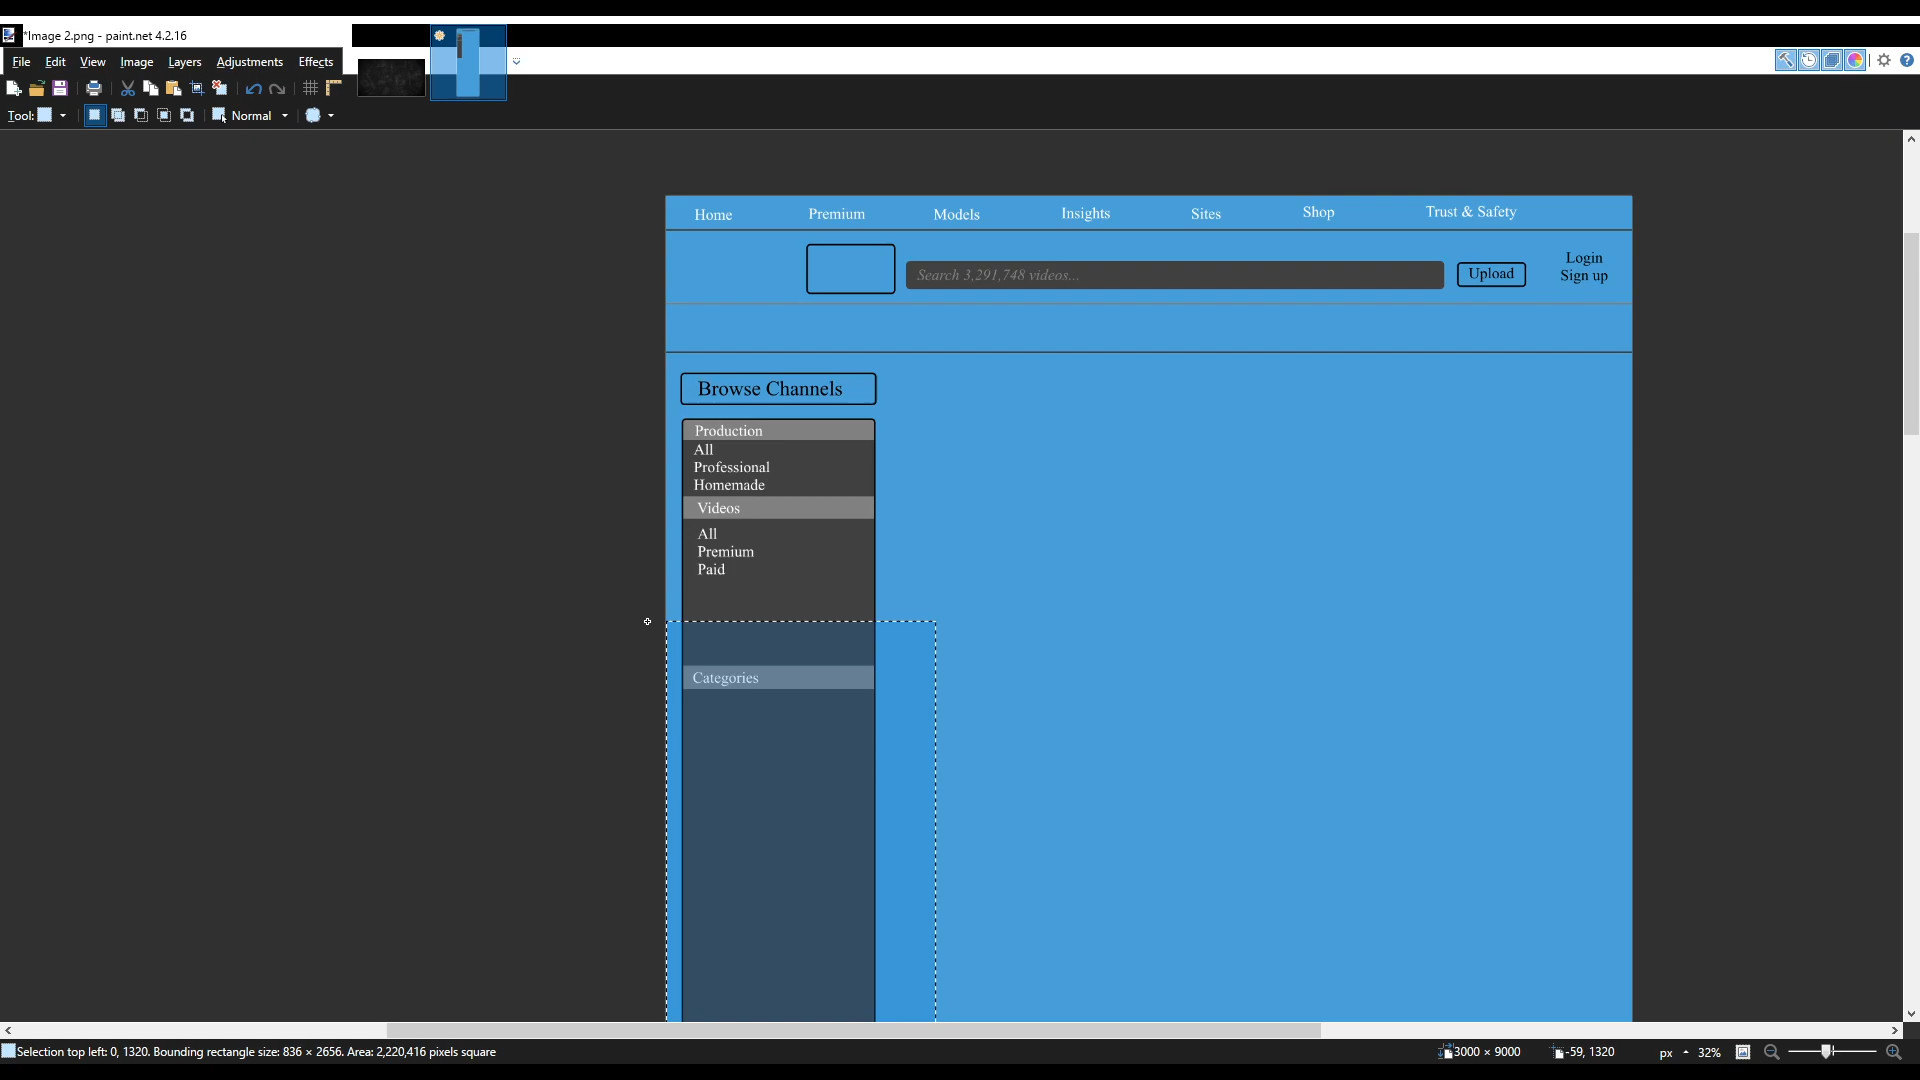 *Image 2.png - paint.net 4.2.16
File Edit View Image Layers Adjustments Effects
Tool: Normal
Home Premium Models Insights Sites Shop Trust & Safety
Search 3,291,748 videos...
Upload
Login
Sign up
Browse Channels
Production
All
Professional
Homemade
Videos
All
Premium
Paid
Categories
Selection top left: 0, 1320. Bounding rectangle size: 836 × 2656. Area: 2,220,416 pixels square
3000 × 9000
-59, 1320
px
32%